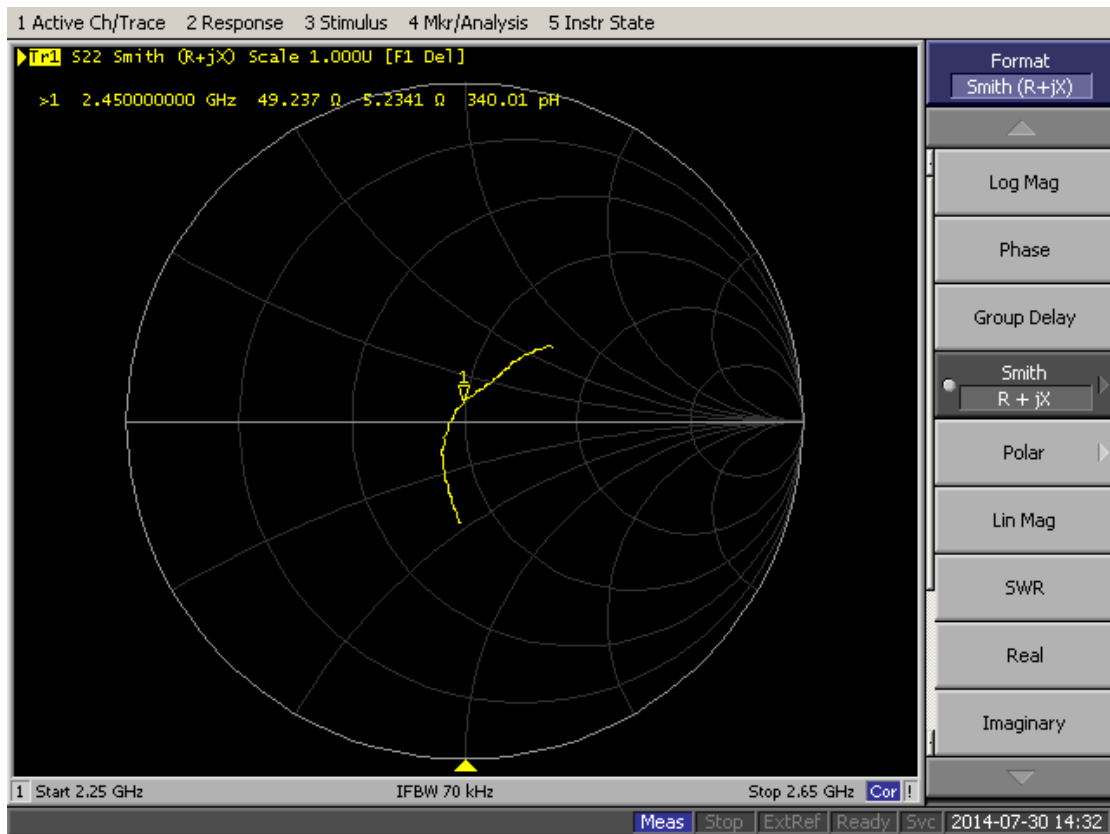 1 Active Ch/Trace 2 Response 3 Stimulus 4 Mkr/Analysis 5 Instr State
Tr1 S22 Smith (R+jX) Scale 1.000U [F1 Del]
>1 2.450000000 GHz 49.237 Ω 5.2341 Ω 340.01 pH
1
Format
Smith (R+jX)
Log Mag
Phase
Group Delay
Smith
R + jX
Polar
Lin Mag
SWR
Real
Imaginary
1 Start 2.25 GHz IFBW 70 kHz Stop 2.65 GHz Cor !
Meas Stop ExtRef Ready Svc 2014-07-30 14:32